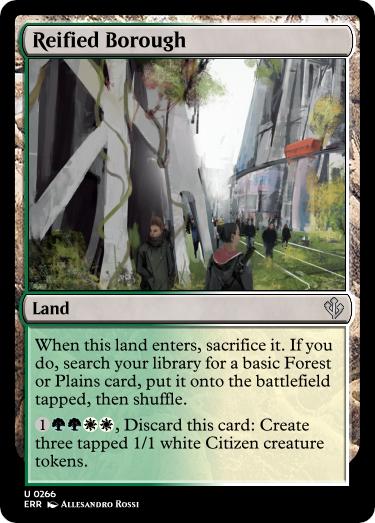 Reified Borough
Land
When this land enters, sacrifice it. If you
do, search your library for a basic Forest
or Plains card, put it onto the battlefield
tapped, then shuffle.
1, Discard this card: Create
three tapped 1/1 white Citizen creature
tokens.
U 0266
ERR Allesandro Rossi